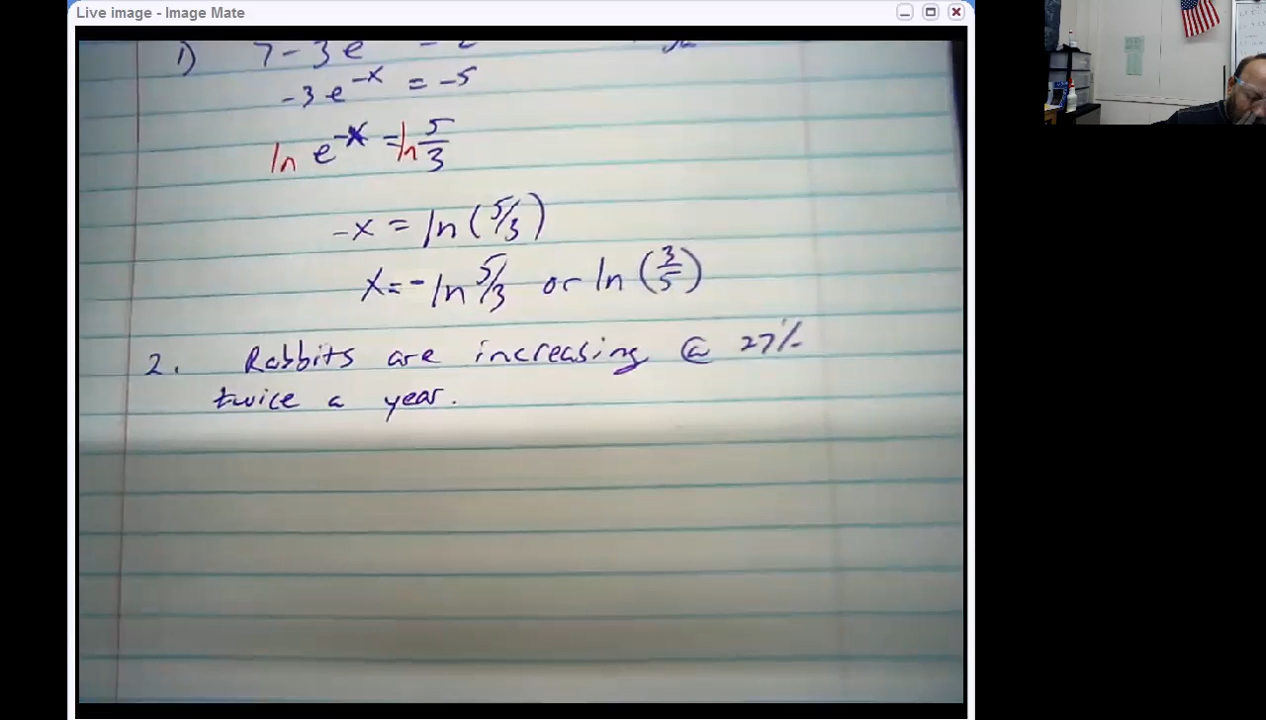 Live image - Image Mate
1) 7 - 3e
-3e^-x = -5
ln e^-x = ln 5/3
-x = ln (5/3)
x = - ln 5/3 or ln (3/5)
2. Rabbits are increasing @ 27%
twice a year.